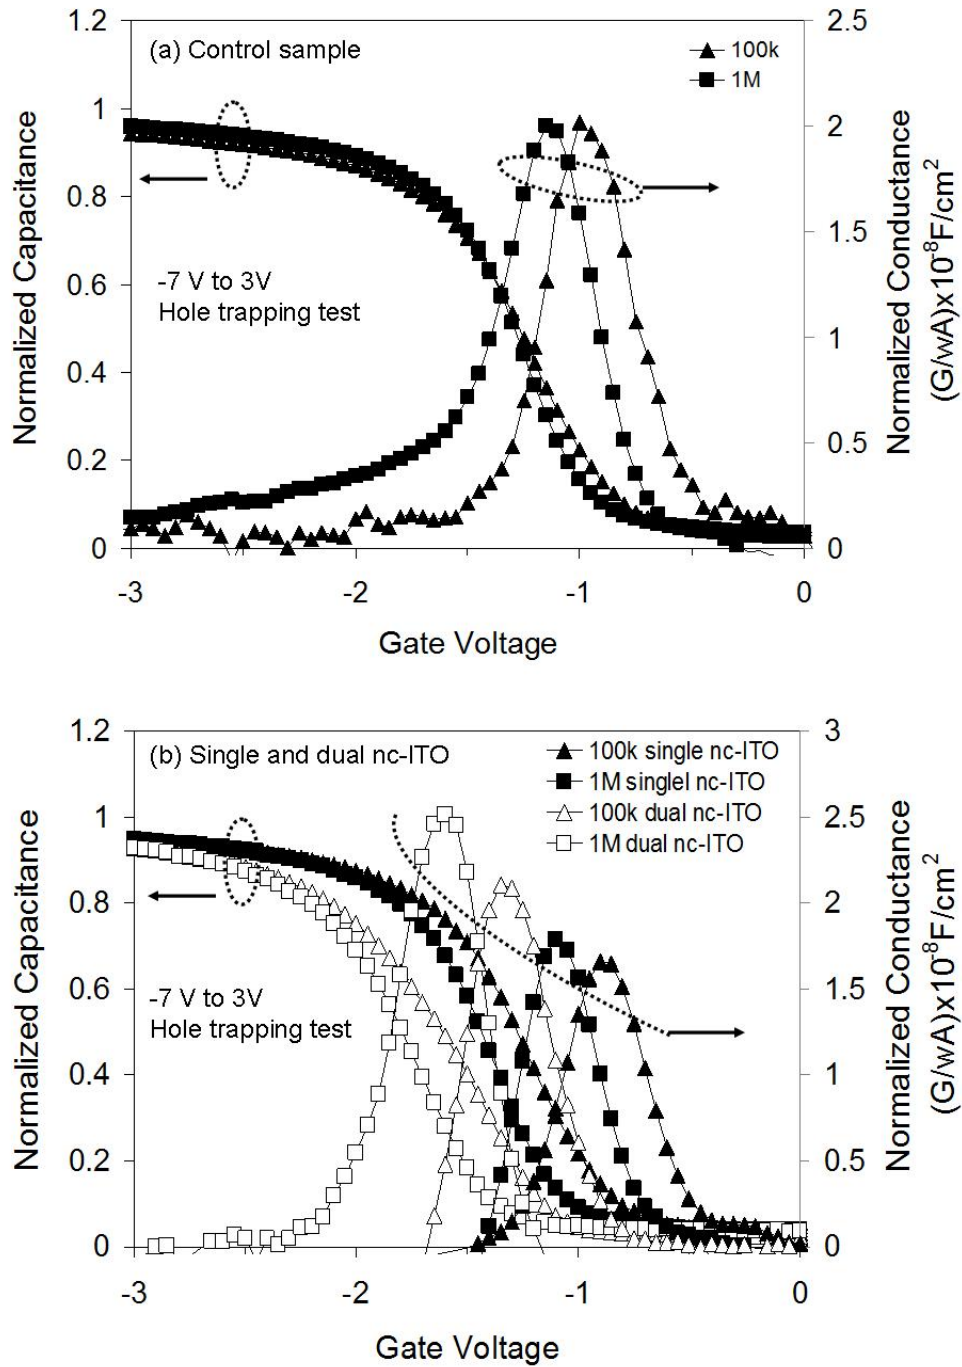 (a) Control sample
100k
1M
-7 V to 3V
Hole trapping test
1.2
1
0.8
0.6
0.4
0.2
0
2.5
2
1.5
1
0.5
0
-3
-2
-1
0
Normalized Capacitance
Normalized Conductance
(G/wA)x10⁻⁸F/cm²
Gate Voltage
(b) Single and dual nc-ITO
100k single nc-ITO
1M singlel nc-ITO
100k dual nc-ITO
1M dual nc-ITO
-7 V to 3V
Hole trapping test
1.2
1
0.8
0.6
0.4
0.2
0
3
2.5
2
1.5
1
0.5
0
-3
-2
-1
0
Normalized Capacitance
Normalized Conductance
(G/wA)x10⁻⁸F/cm²
Gate Voltage